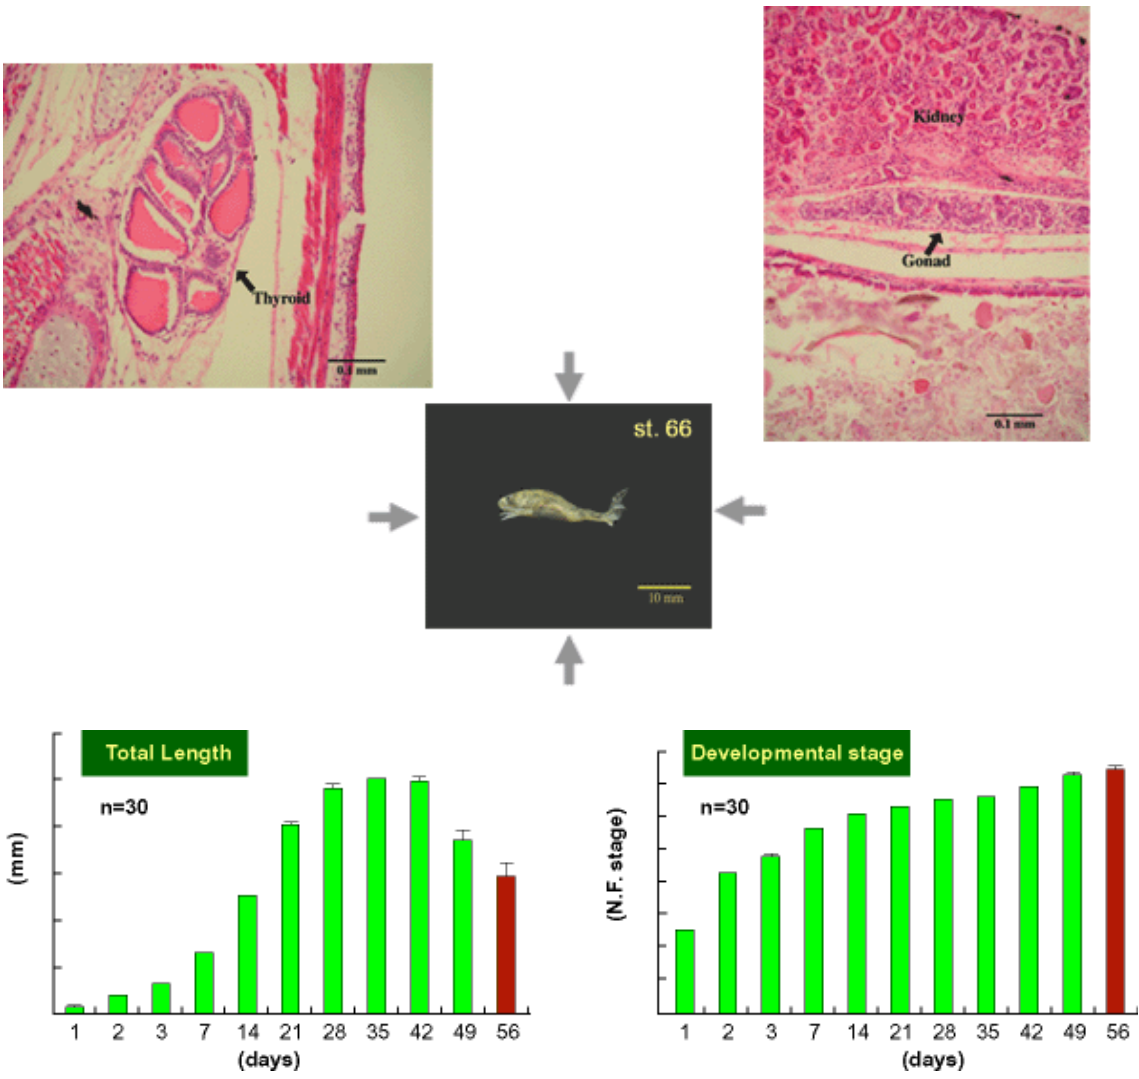 Thyroid
0.1 mm
Kidney
Gonad
0.1 mm
st. 66
10 mm
Total Length
n=30
(mm)
1 2 3 7 14 21 28 35 42 49 56
(days)
Developmental stage
n=30
(N.F. stage)
1 2 3 7 14 21 28 35 42 49 56
(days)